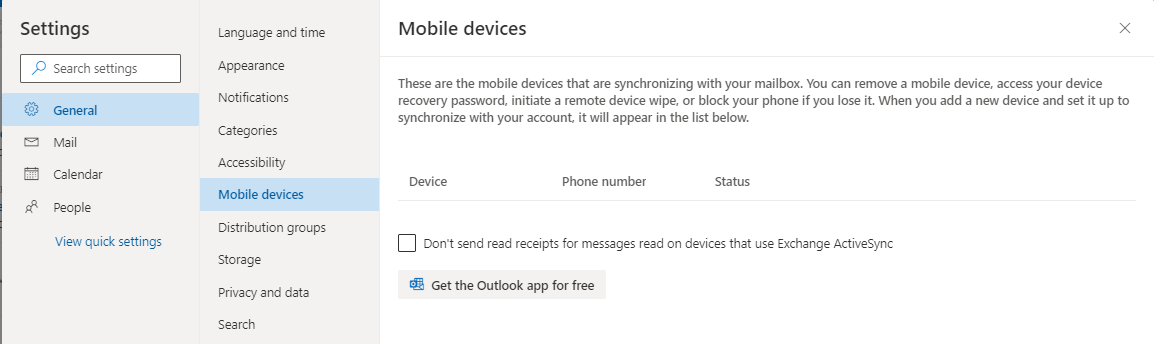 Settings
Search settings
General
Mail
Calendar
People
View quick settings
Language and time
Appearance
Notifications
Categories
Accessibility
Mobile devices
Distribution groups
Storage
Privacy and data
Search
Mobile devices
These are the mobile devices that are synchronizing with your mailbox. You can remove a mobile device, access your device
recovery password, initiate a remote device wipe, or block your phone if you lose it. When you add a new device and set it up to
synchronize with your account, it will appear in the list below.
Device Phone number Status
Don't send read receipts for messages read on devices that use Exchange ActiveSync
Get the Outlook app for free